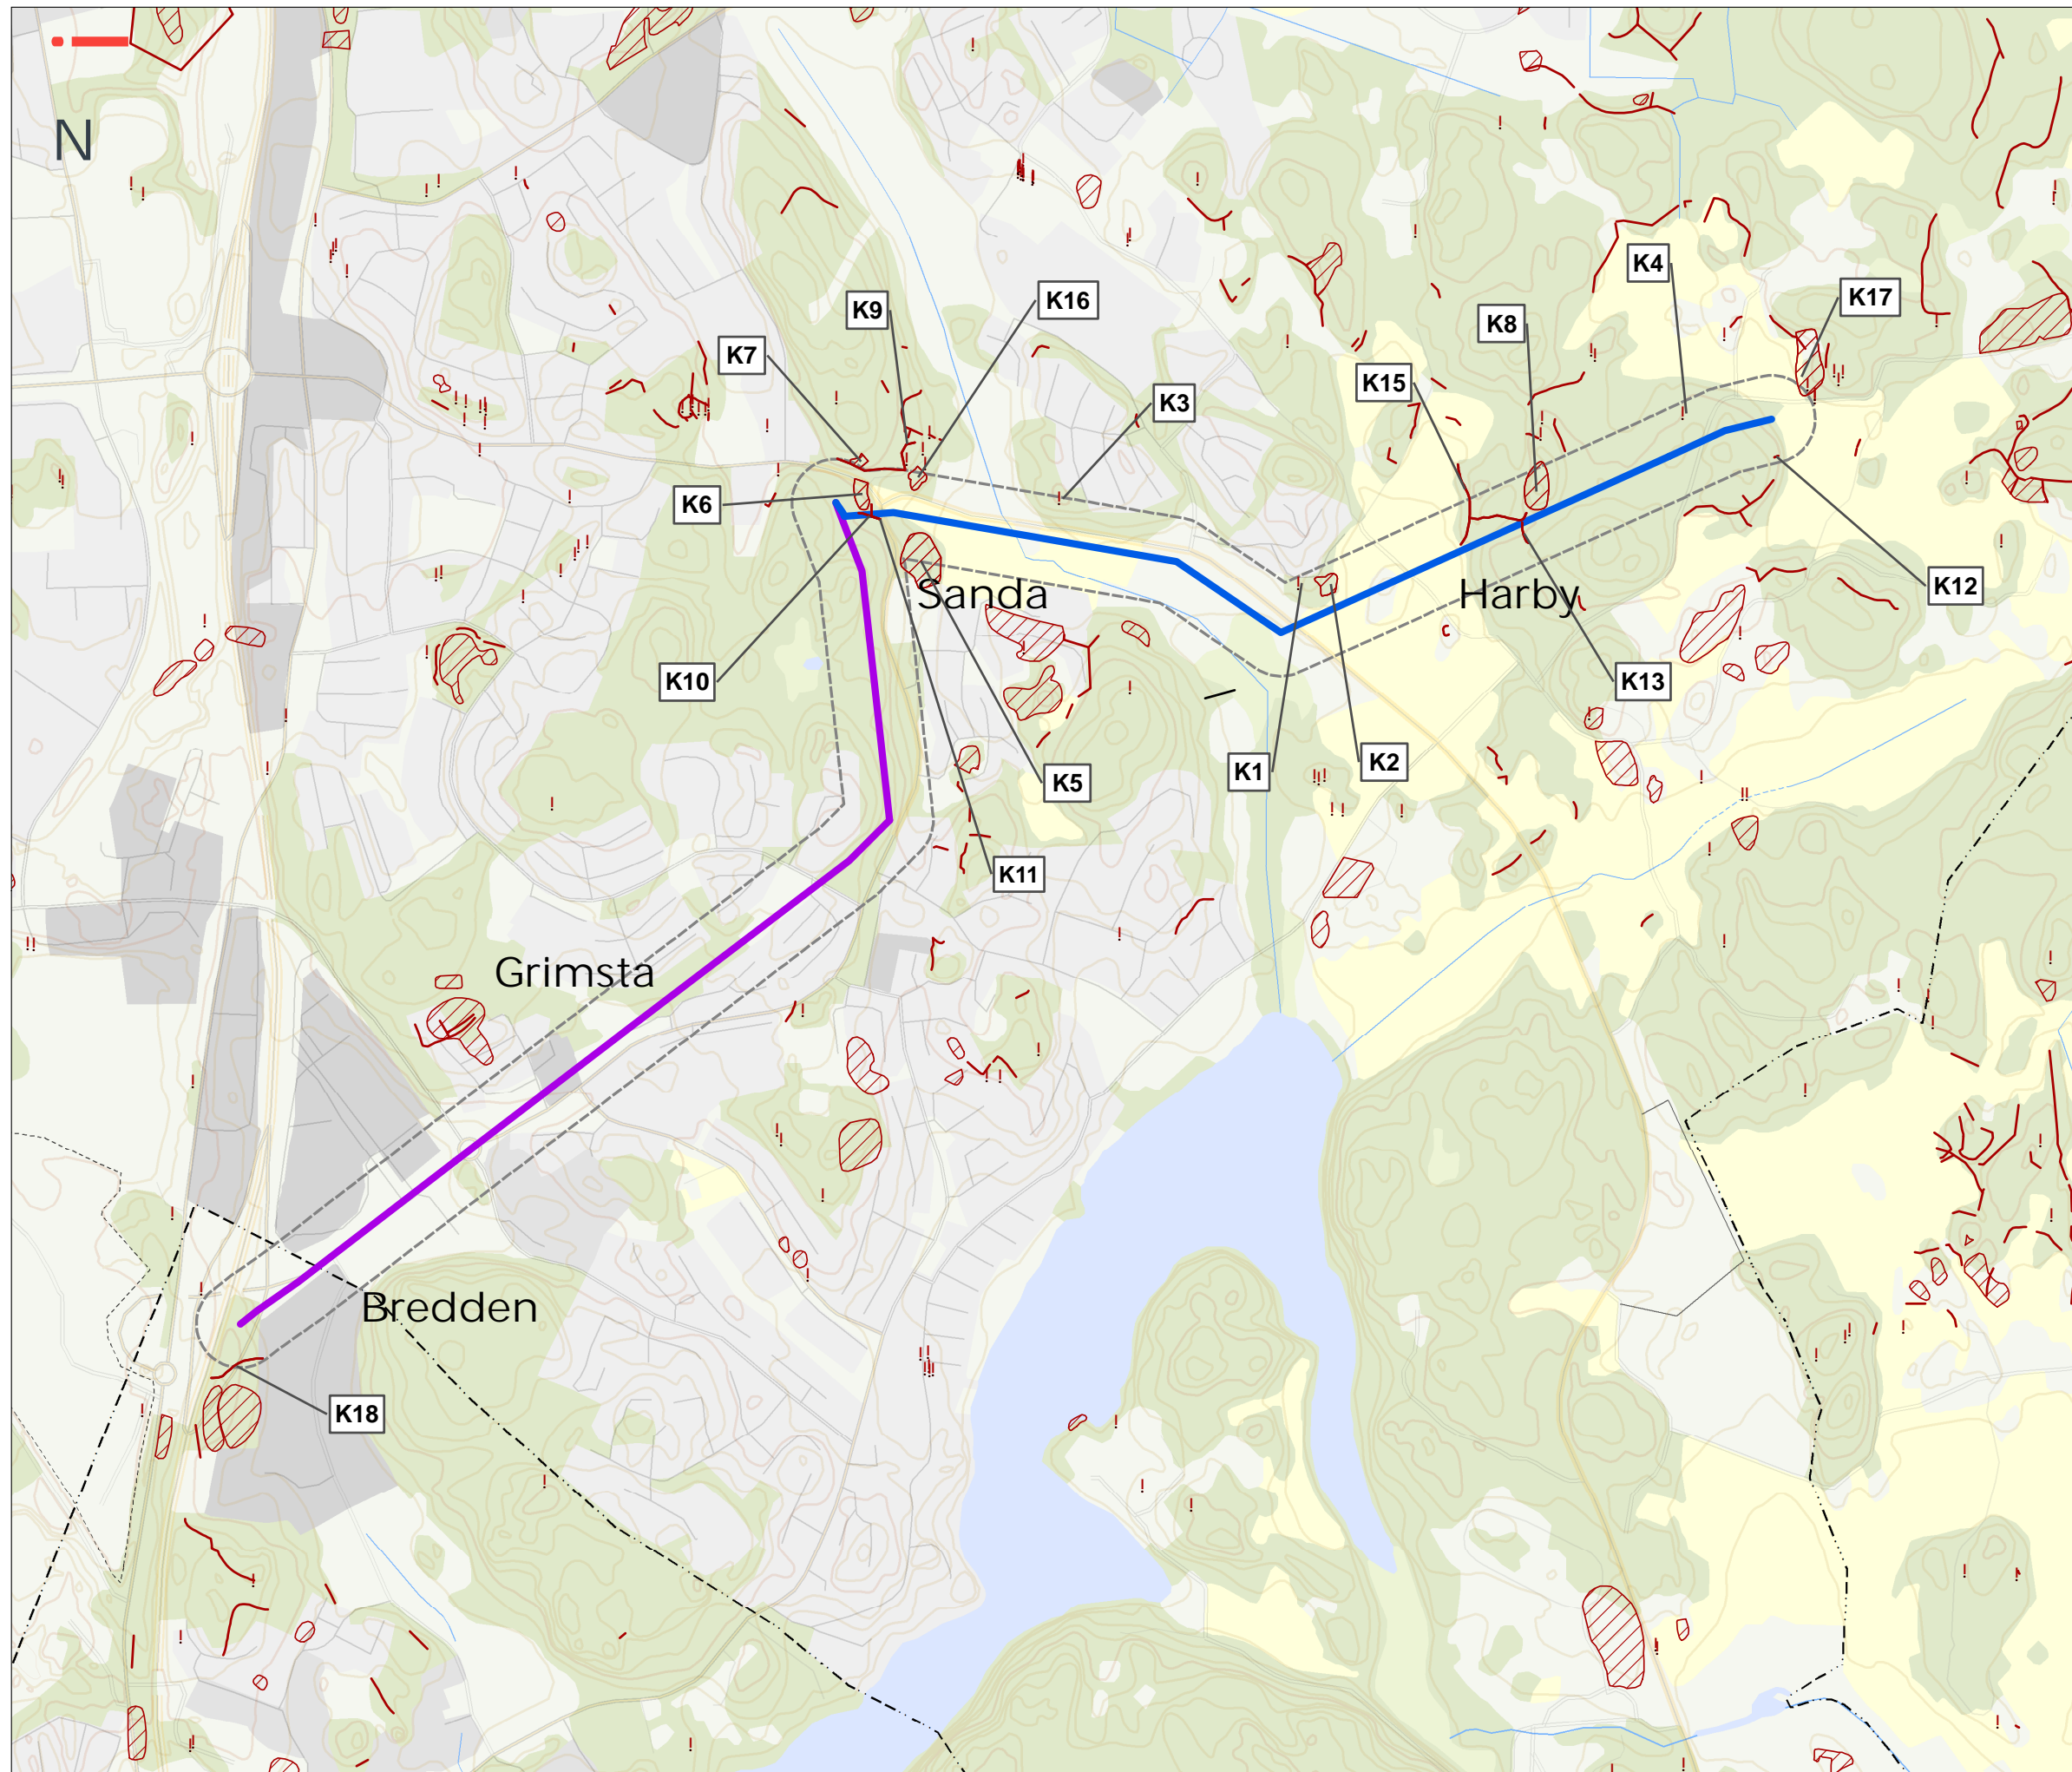 N
K4
K17
K16
K9
K8
K7
K15
K3
K6
Sanda
Harby
K12
K10
K13
K1
K2
K5
K11
Grimsta
Bredden
K18